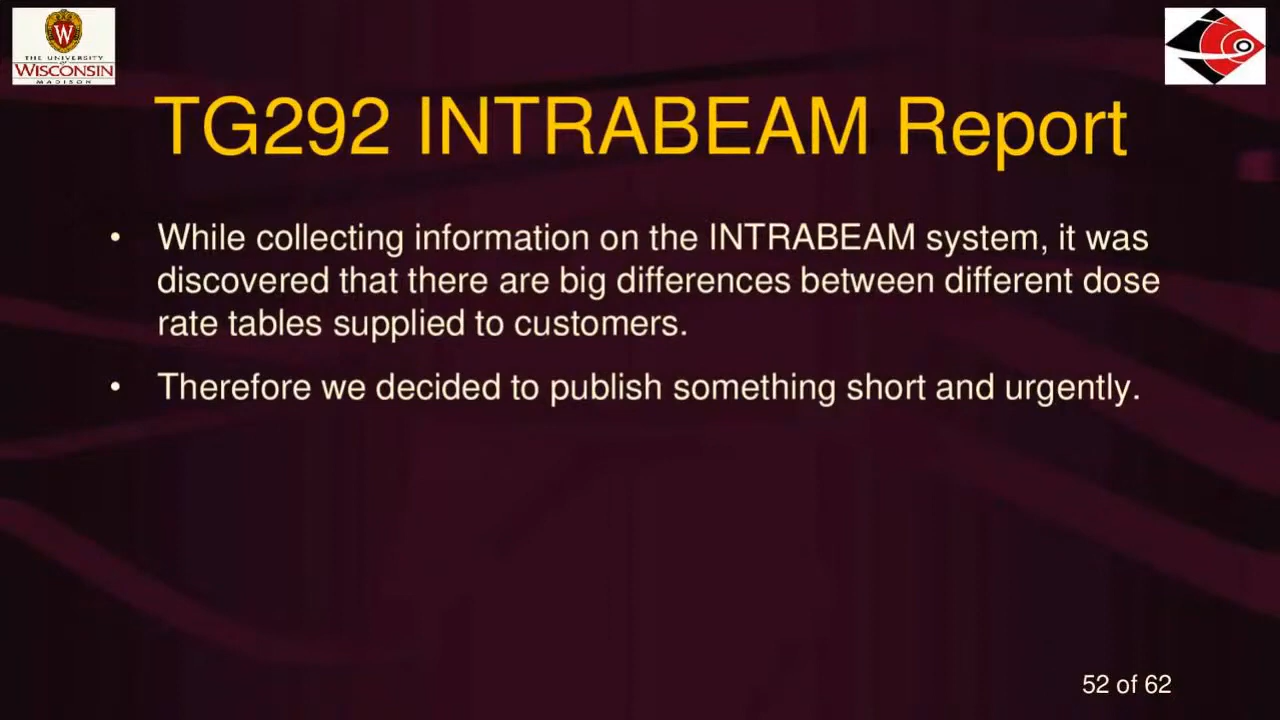 THE UNIVERSITY
of
WISCONSIN
MADISON
TG292 INTRABEAM Report
• While collecting information on the INTRABEAM system, it was
discovered that there are big differences between different dose
rate tables supplied to customers.
• Therefore we decided to publish something short and urgently.
52 of 62